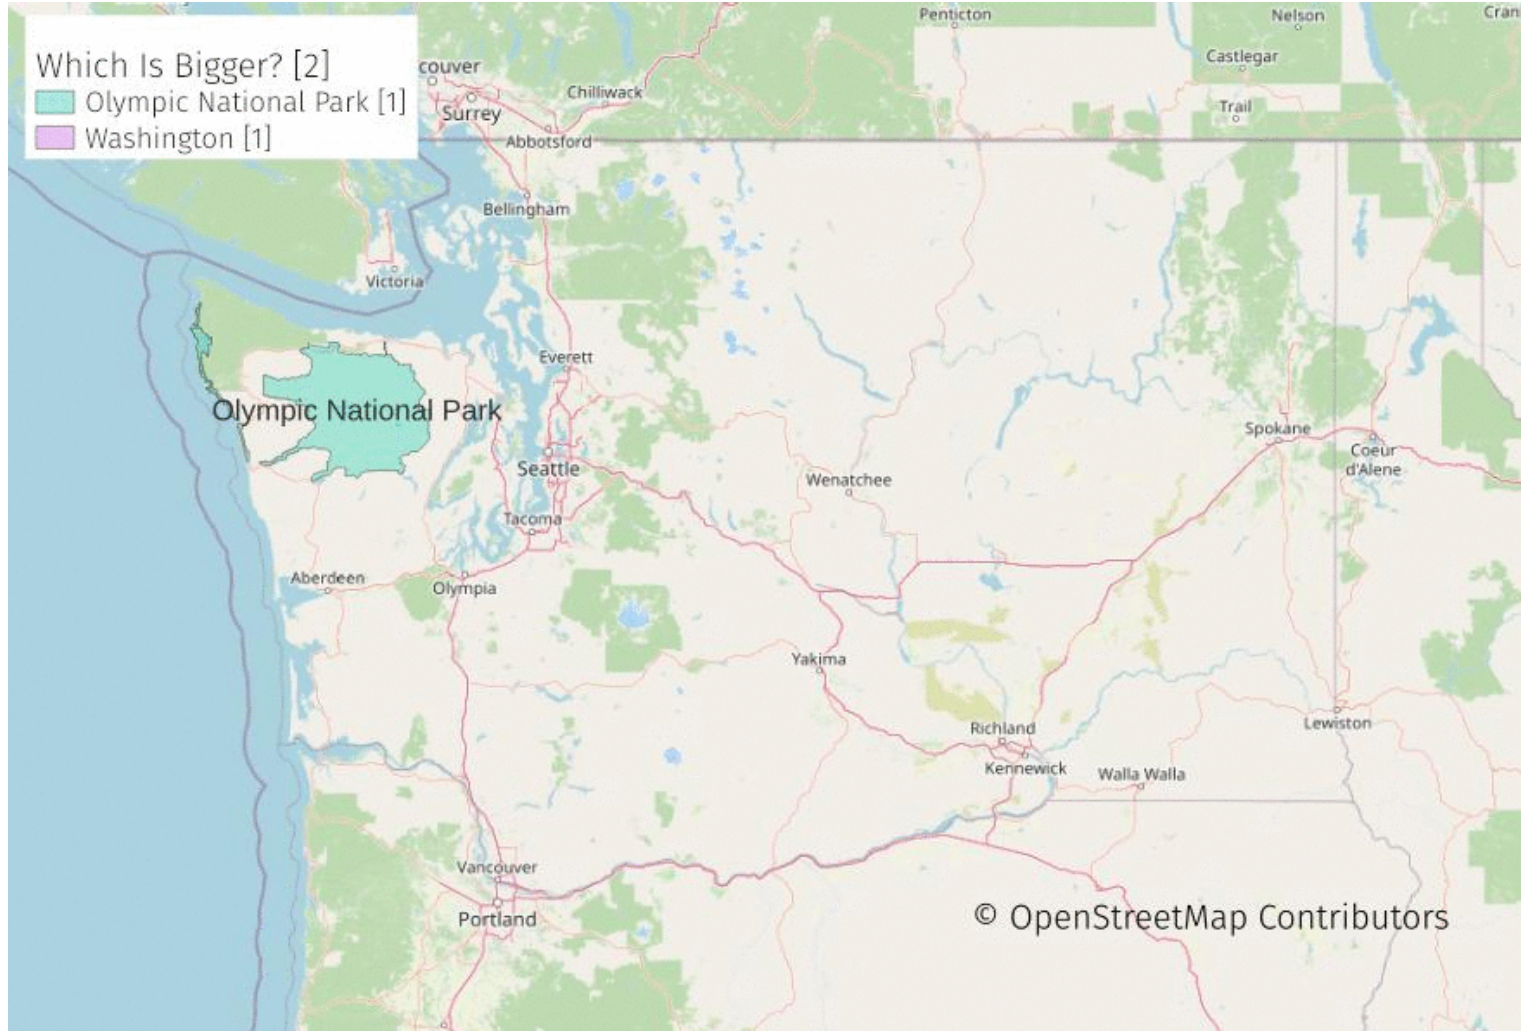 Which Is Bigger? [2]
Olympic National Park [1]
Washington [1]
Penticton
Nelson
Cran
Castlegar
couver
Chilliwack
Surrey
Trail
Abbotsford
Bellingham
Victoria
Everett
Olympic National Park
Spokane
Coeur
d'Alene
Seattle
Wenatchee
Tacoma
Aberdeen
Olympia
Yakima
Lewiston
Richland
Kennewick
Walla Walla
Vancouver
Portland
© OpenStreetMap Contributors